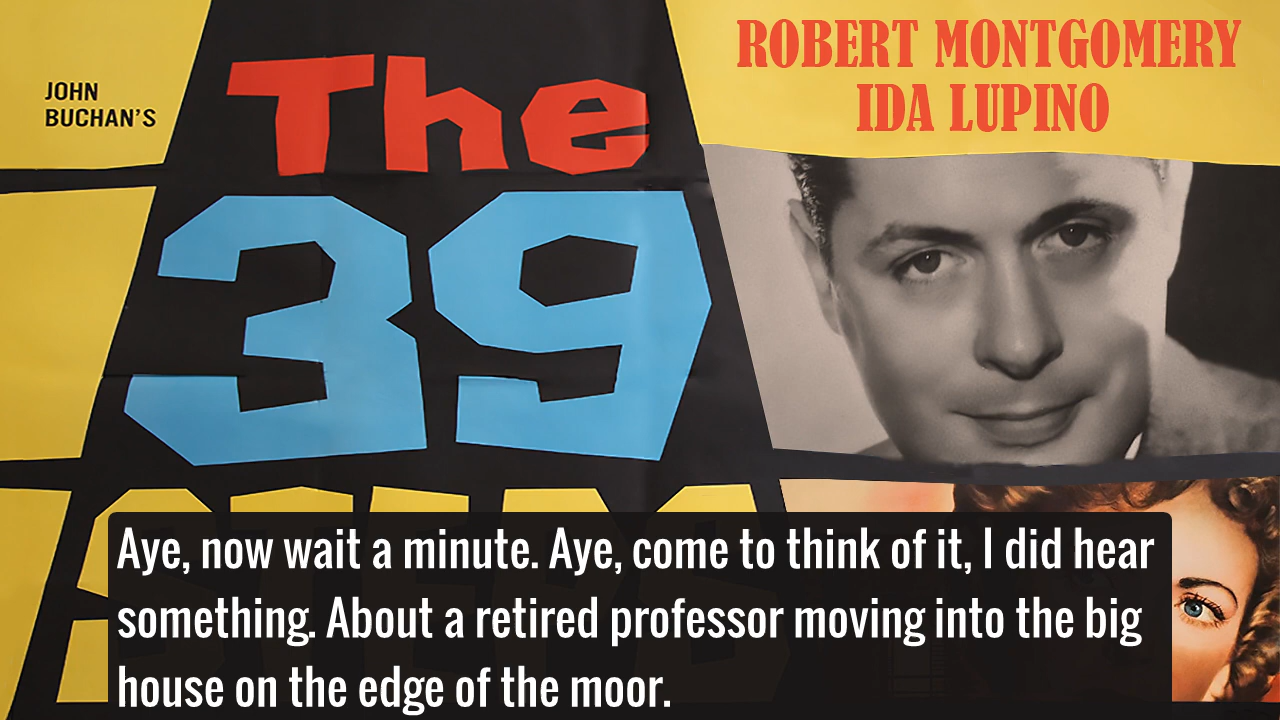 JOHN
BUCHAN'S
The
39
STEPS
ROBERT MONTGOMERY
IDA LUPINO
Aye, now wait a minute. Aye, come to think of it, I did hear
something. About a retired professor moving into the big
house on the edge of the moor.